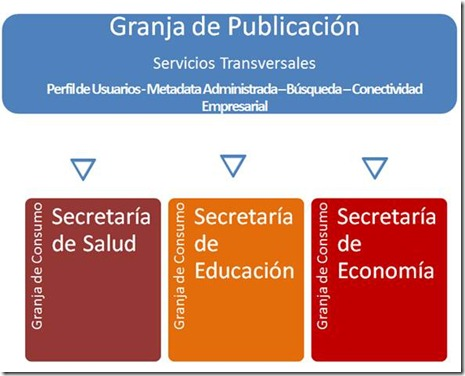 Granja de Publicación
Servicios Transversales
Perfil de Usuarios - Metadata Administrada – Búsqueda – Conectividad
Empresarial
Granja de Consumo
Secretaría
de Salud
Granja de Consumo
Secretaría
de
Educación
Granja de Consumo
Secretaría
de
Economía